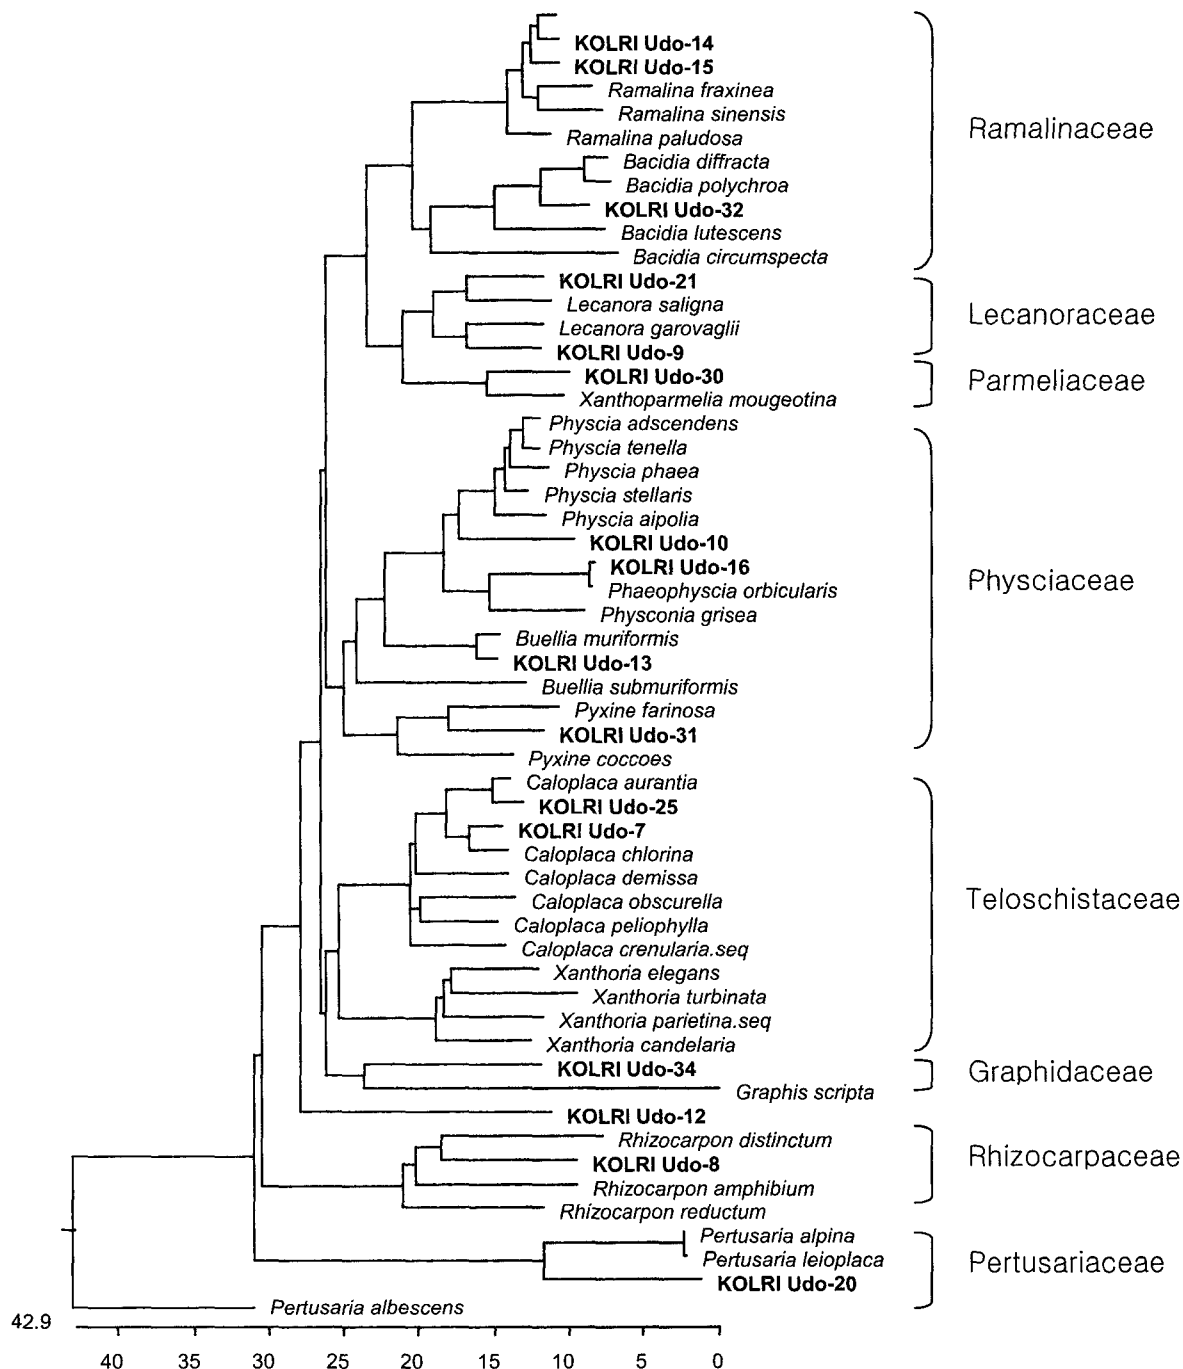 KOLRI Udo-14
KOLRI Udo-15
Ramalina fraxinea
Ramalina sinensis
Ramalina paludosa
Bacidia diffracta
Bacidia polychroa
KOLRI Udo-32
Bacidia lutescens
Bacidia circumspecta
Ramalinaceae
KOLRI Udo-21
Lecanora saligna
Lecanora garovaglii
KOLRI Udo-9
Lecanoraceae
KOLRI Udo-30
Xanthoparmelia mougeotina
Parmeliaceae
Physcia adscendens
Physcia tenella
Physcia phaea
Physcia stellaris
Physcia aipolia
KOLRI Udo-10
KOLRI Udo-16
Phaeophyscia orbicularis
Physconia grisea
Buellia muriformis
KOLRI Udo-13
Buellia submuriformis
Pyxine farinosa
KOLRI Udo-31
Pyxine coccoes
Physciaceae
Caloplaca aurantia
KOLRI Udo-25
KOLRI Udo-7
Caloplaca chlorina
Caloplaca demissa
Caloplaca obscurella
Caloplaca peliophylla
Caloplaca crenularia.seq
Xanthoria elegans
Xanthoria turbinata
Xanthoria parietina.seq
Xanthoria candelaria
Teloschistaceae
KOLRI Udo-34
Graphis scripta
Graphidaceae
KOLRI Udo-12
Rhizocarpon distinctum
KOLRI Udo-8
Rhizocarpon amphibium
Rhizocarpon reductum
Rhizocarpaceae
Pertusaria alpina
Pertusaria leioplaca
KOLRI Udo-20
Pertusaria albescens
Pertusariaceae
42.9
40 35 30 25 20 15 10 5 0